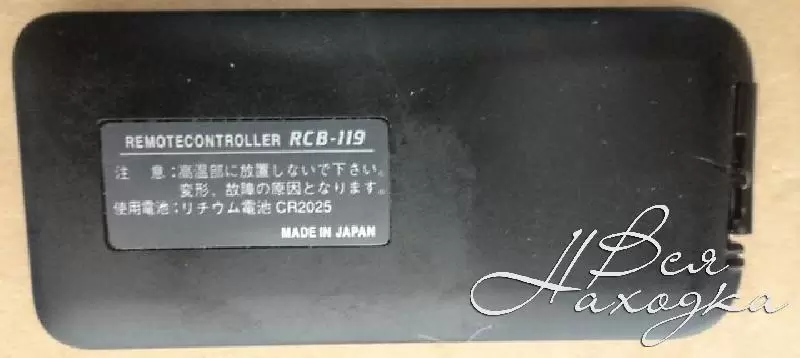 REMOTECONTROLLER RCB-119
注　意：高温部に放置しないで下さい。
変形、故障の原因となります。
使用電池：リチウム電池 CR2025
MADE IN JAPAN
Вся
Находка